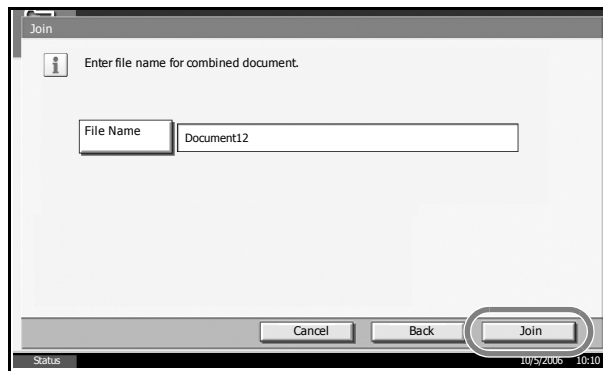 Join
i
Enter file name for combined document.
File Name
Document12
Cancel
Back
Join
Status
10/5/2006 10:10